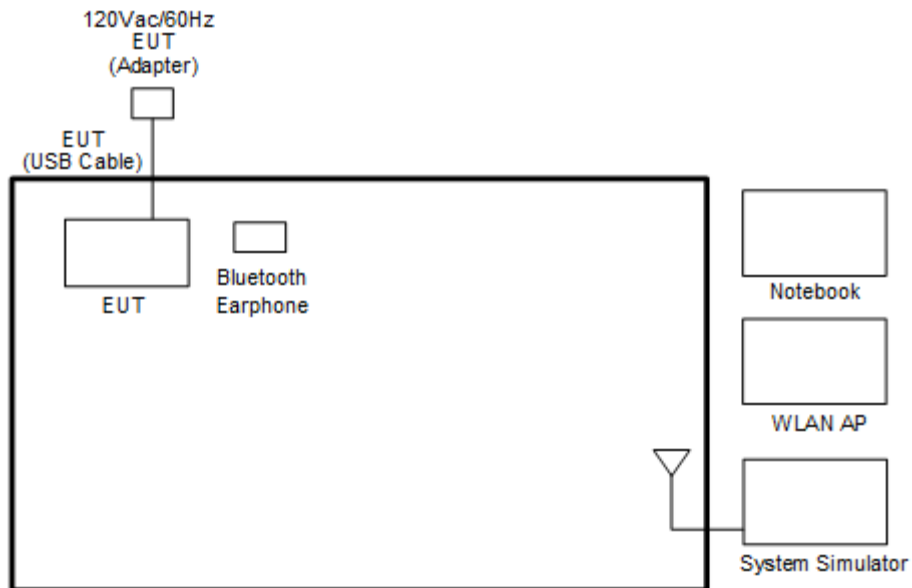 120Vac/60Hz
EUT
(Adapter)
EUT
(USB Cable)
EUT
Bluetooth
Earphone
Notebook
WLAN AP
System Simulator